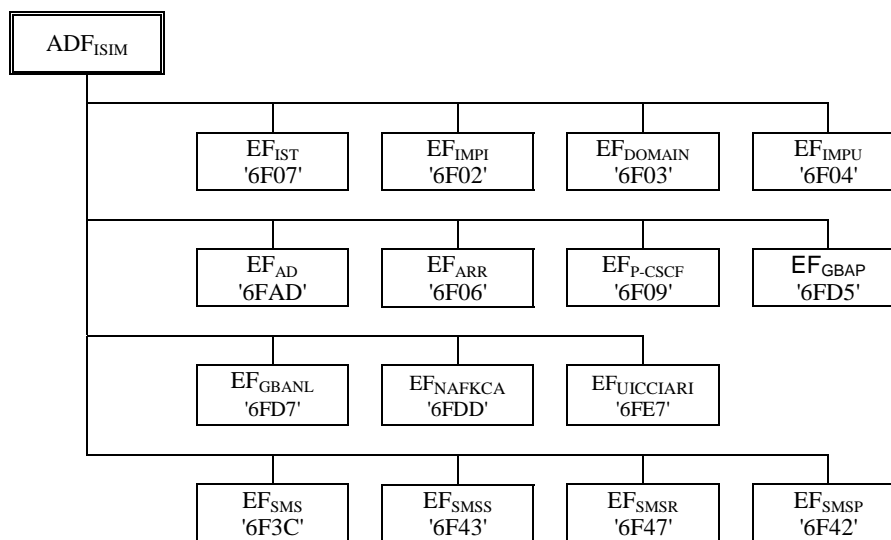 ADFISIM
EFIST
'6F07'
EFIMPI
'6F02'
EFDOMAIN
'6F03'
EFIMPU
'6F04'
EFAD
'6FAD'
EFARR
'6F06'
EFP-CSCF
'6F09'
EFGBAP
'6FD5'
EFGBANL
'6FD7'
EFNAFKCA
'6FDD'
EFUICCIARI
'6FE7'
EFSMS
'6F3C'
EFSMSS
'6F43'
EFSMSR
'6F47'
EFSMSP
'6F42'